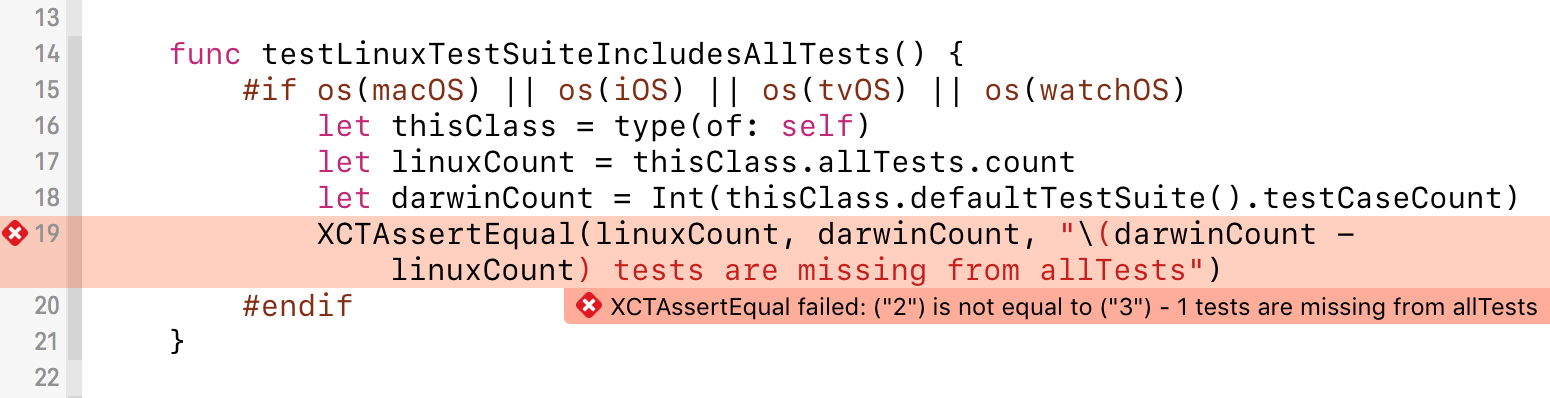 13
14 func testLinuxTestSuiteIncludesAllTests() {
15 #if os(macOS) || os(iOS) || os(tvOS) || os(watchOS)
16 let thisClass = type(of: self)
17 let linuxCount = thisClass.allTests.count
18 let darwinCount = Int(thisClass.defaultTestSuite().testCaseCount)
19 XCTAssertEqual(linuxCount, darwinCount, "\(darwinCount -
linuxCount) tests are missing from allTests")
20 #endif XCTAssertEqual failed: ("2") is not equal to ("3") - 1 tests are missing from allTests
21 }
22